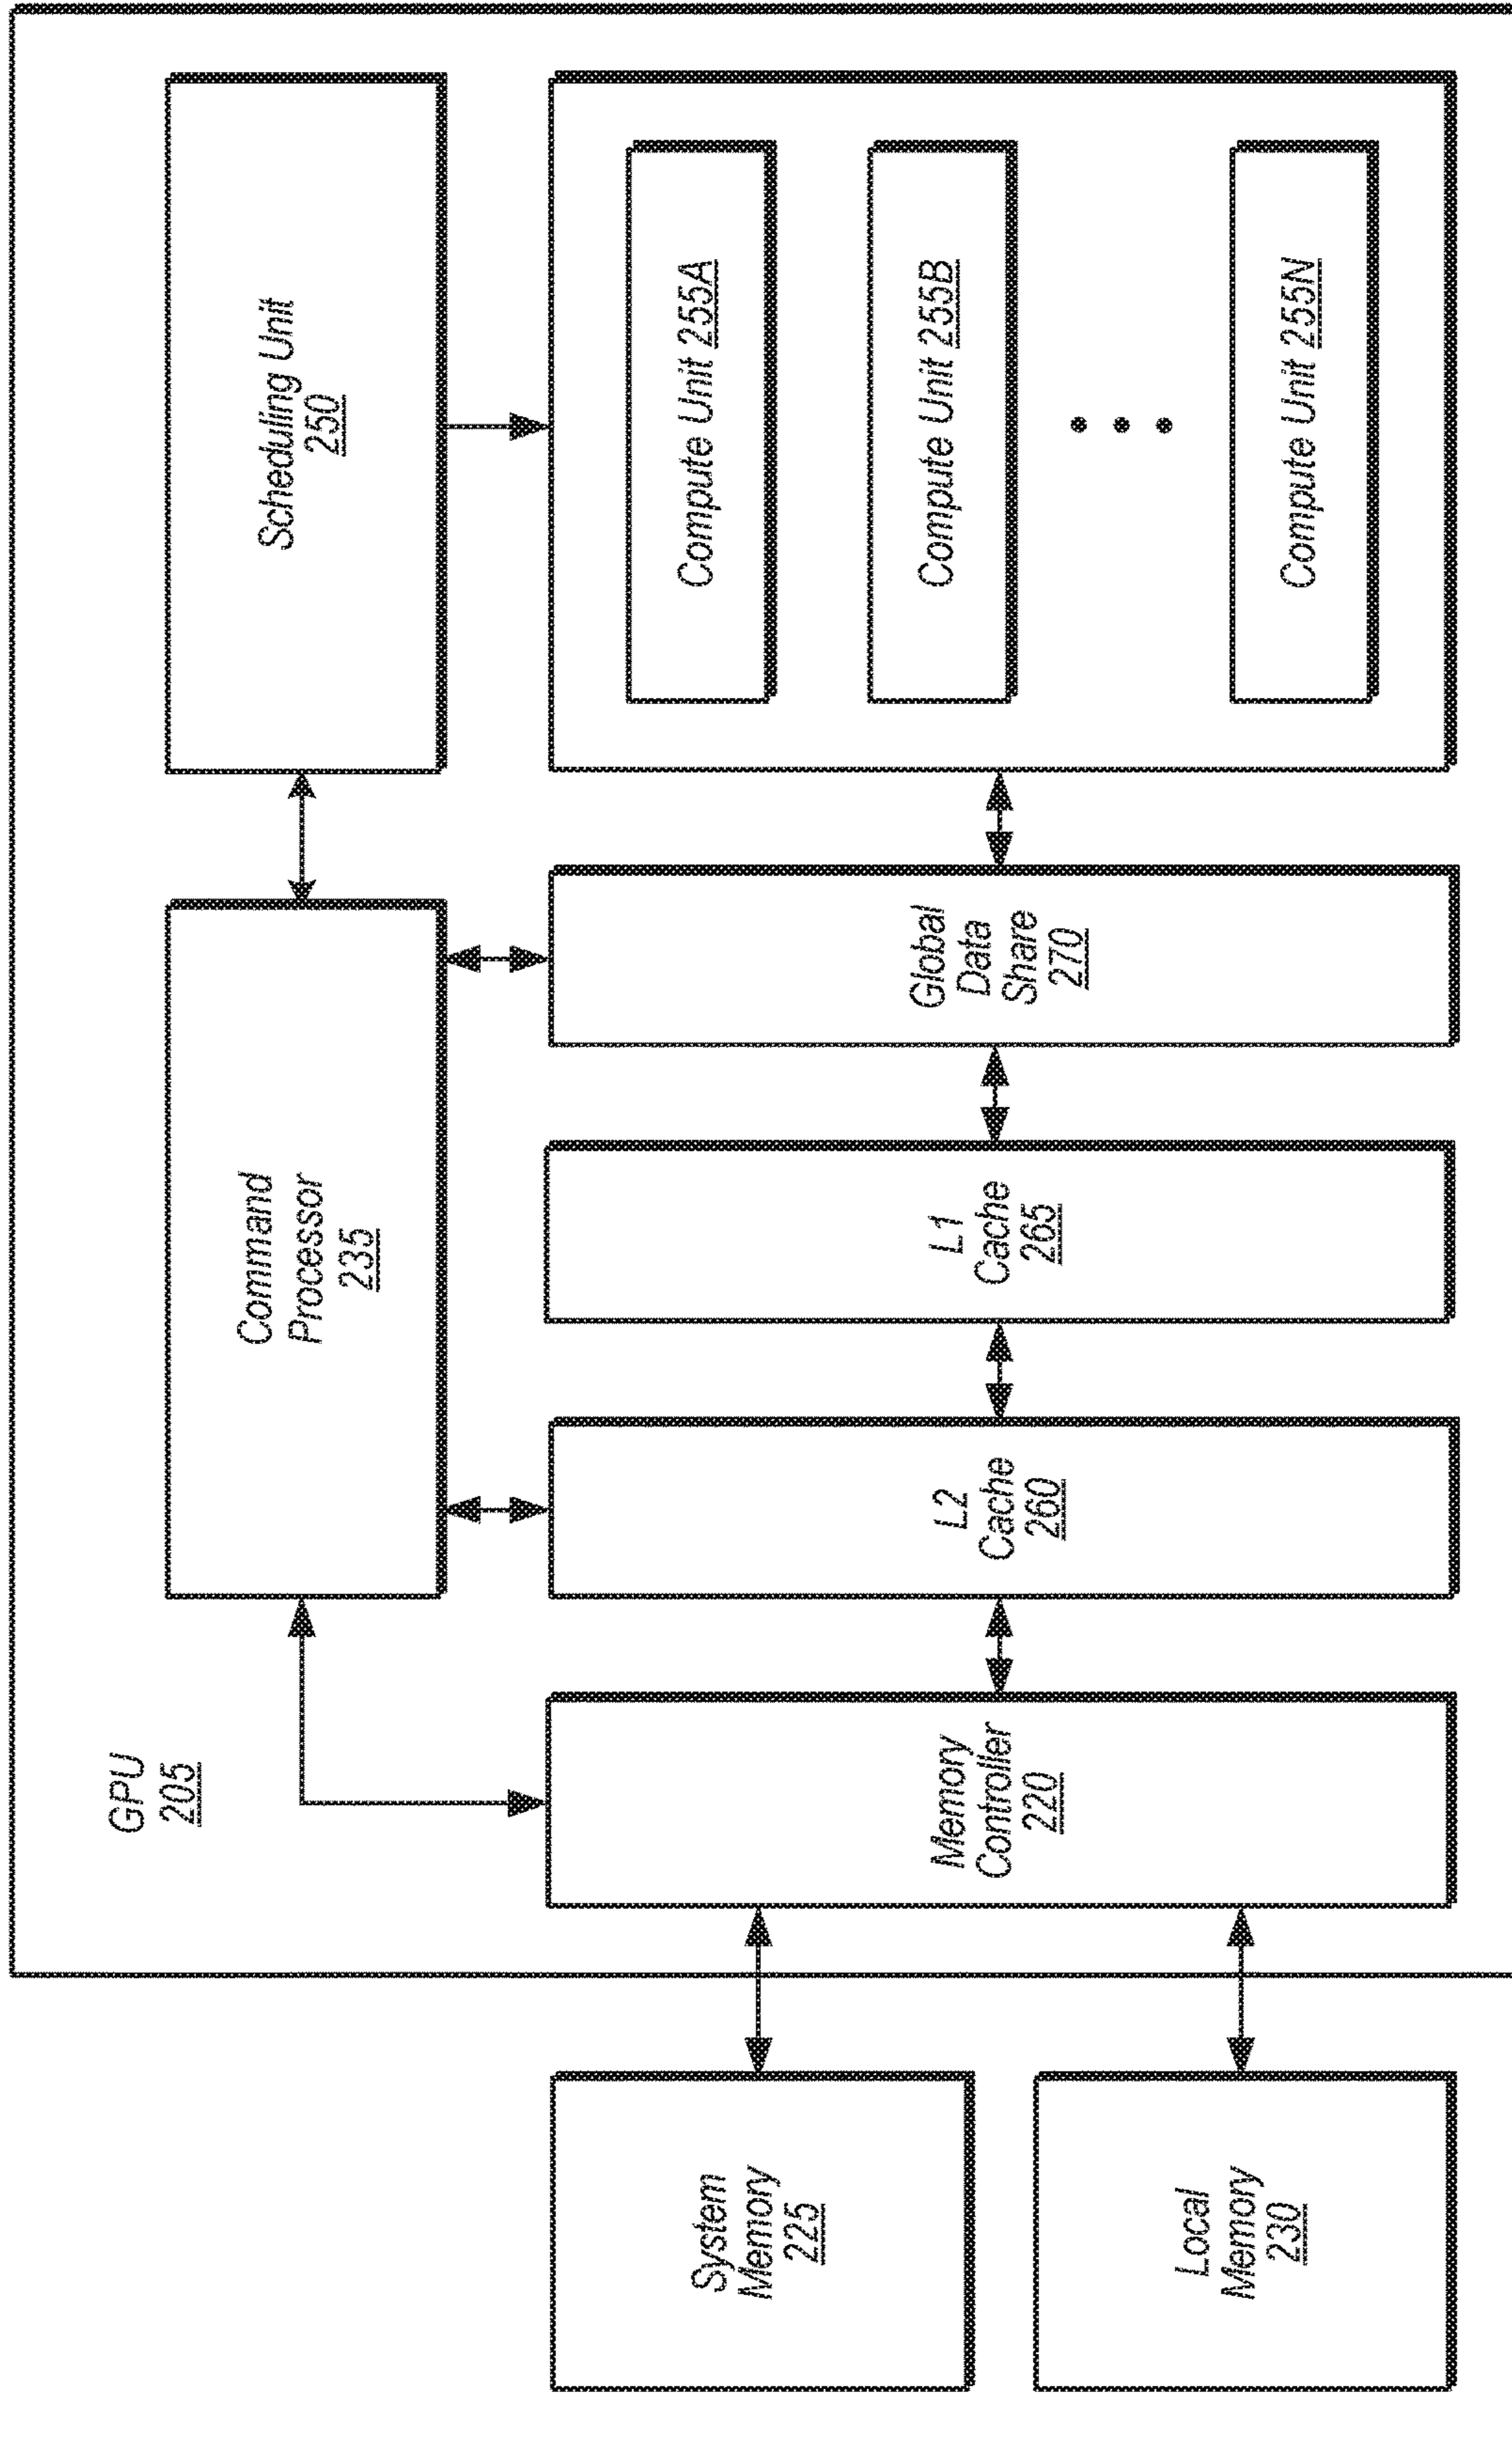 GPU
205
Command
Processor
235
Scheduling Unit
250
System
Memory
225
Local
Memory
230
Memory
Controller
220
L2
Cache
260
L1
Cache
265
Global
Data
Share
270
Compute Unit 255A
Compute Unit 255B
Compute Unit 255N